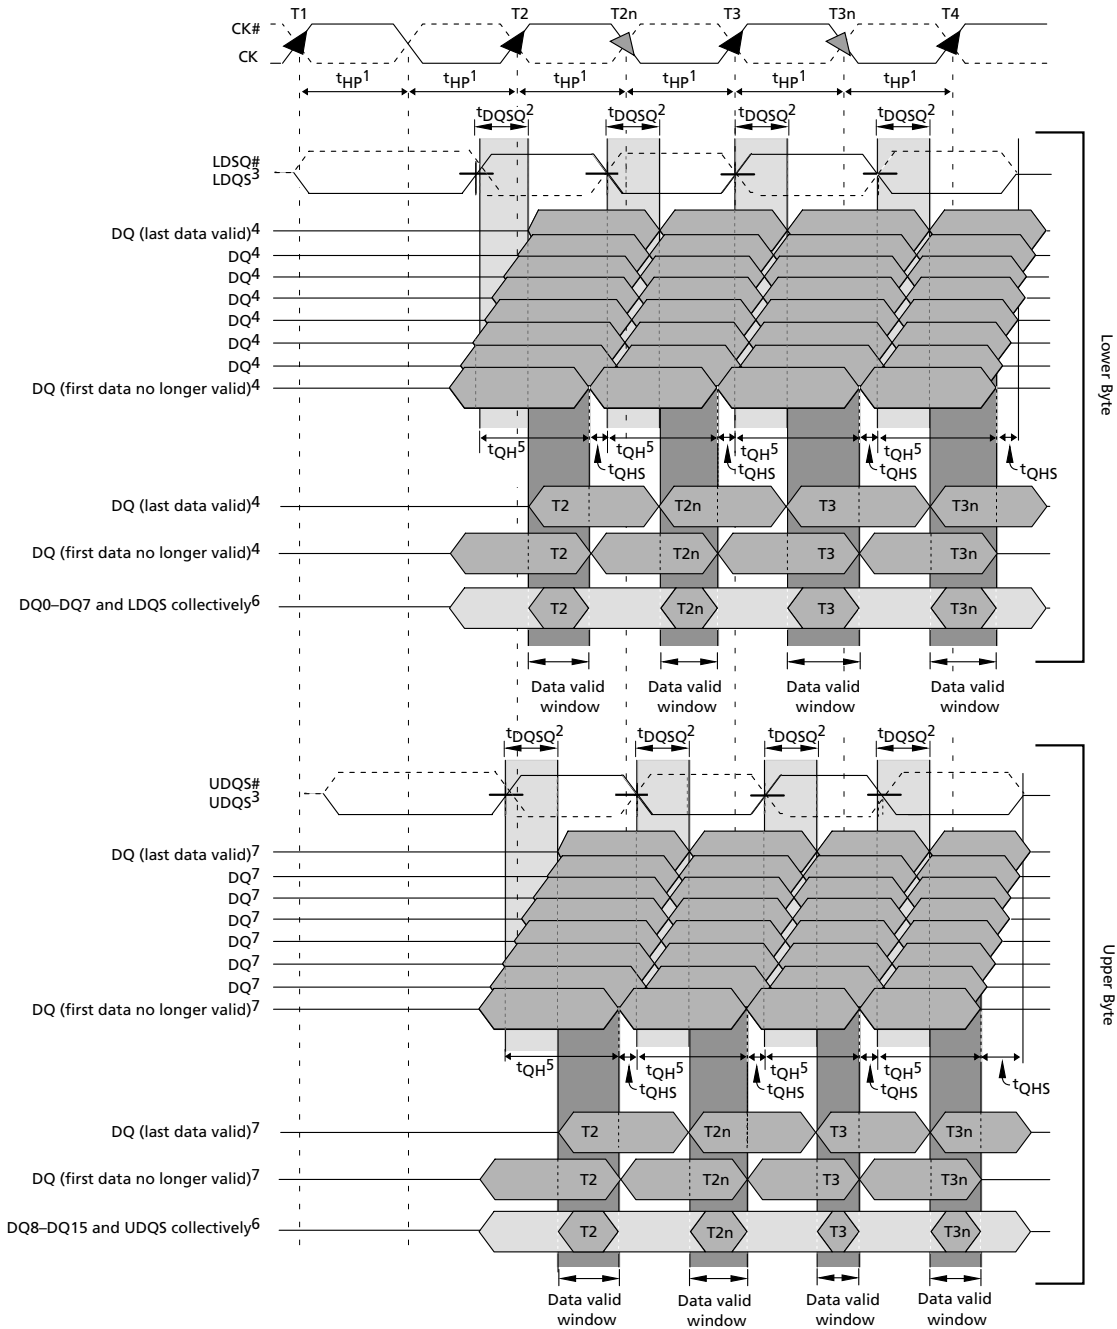 T1 T2 T2n T3 T3n T4
CK#
CK
tHP1 tHP1 tHP1 tHP1 tHP1 tHP1
tDQSQ2 tDQSQ2 tDQSQ2 tDQSQ2
LDSQ#
LDQS3
DQ (last data valid)4
DQ4
DQ4
DQ4
DQ4
DQ4
DQ4
DQ (first data no longer valid)4
tQH5 tQH5 tQH5 tQH5
tQHS tQHS tQHS tQHS
DQ (last data valid)4 T2 T2n T3 T3n
DQ (first data no longer valid)4 T2 T2n T3 T3n
DQ0–DQ7 and LDQS collectively6 T2 T2n T3 T3n
Data valid window Data valid window Data valid window Data valid window
Lower Byte
tDQSQ2 tDQSQ2 tDQSQ2 tDQSQ2
UDQS#
UDQS3
DQ (last data valid)7
DQ7
DQ7
DQ7
DQ7
DQ7
DQ7
DQ (first data no longer valid)7
tQH5 tQH5 tQH5 tQH5
tQHS tQHS tQHS tQHS
DQ (last data valid)7 T2 T2n T3 T3n
DQ (first data no longer valid)7 T2 T2n T3 T3n
DQ8–DQ15 and UDQS collectively6 T2 T2n T3 T3n
Data valid window Data valid window Data valid window Data valid window
Upper Byte